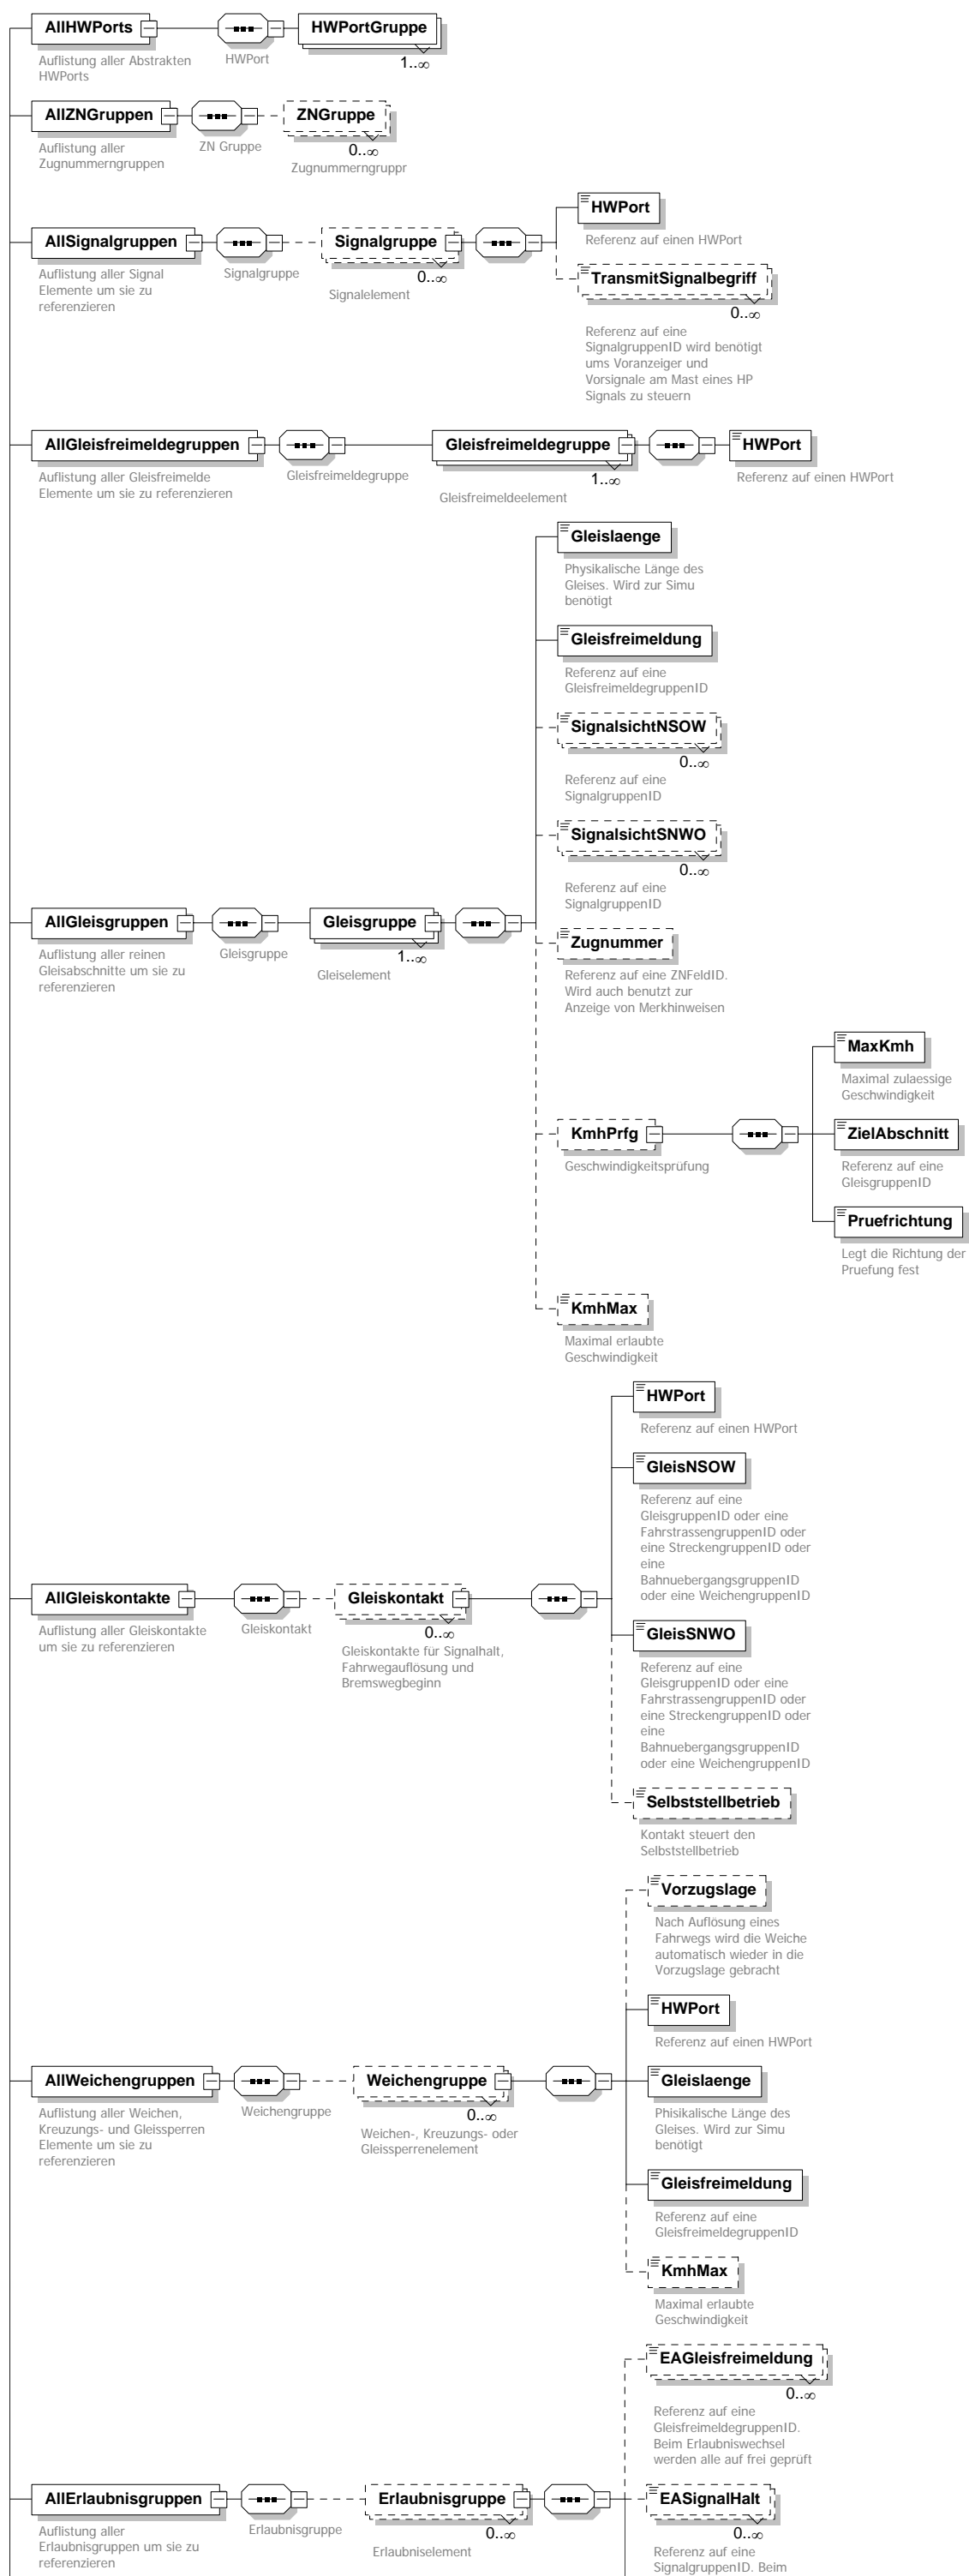 AllHWPorts
HWPortGruppe
1..∞
HWPort
Auflistung aller Abstrakten
HWPorts
AllZNGruppen
ZNGruppe
0..∞
ZN Gruppe
Auflistung aller
Zugnummerngruppen
Zugnummerngruppr
HWPort
Referenz auf einen HWPort
AllSignalgruppen
Signalgruppe
0..∞
Signalgruppe
Auflistung aller Signal
Elemente um sie zu
referenzieren
Signalelement
TransmitSignalbegriff
0..∞
Referenz auf eine
SignalgruppenID wird benötigt
ums Voranzeiger und
Vorsignale am Mast eines HP
Signals zu steuern
AllGleisfreimeldegruppen
Gleisfreimeldegruppe
1..∞
HWPort
Auflistung aller Gleisfreimelde
Elemente um sie zu referenzieren
Gleisfreimeldegruppe
Gleisfreimeldeelement
Referenz auf einen HWPort
Gleislaenge
Physikalische Länge des
Gleises. Wird zur Simu
benötigt
Gleisfreimeldung
Referenz auf eine
GleisfreimeldegruppenID
SignalsichtNSOW
0..∞
Referenz auf eine
SignalgruppenID
SignalsichtSNWO
0..∞
Referenz auf eine
SignalgruppenID
AllGleisgruppen
Gleisgruppe
1..∞
Gleisgruppe
Auflistung aller reinen
Gleisabschnitte um sie zu
referenzieren
Gleiselement
Zugnummer
Referenz auf eine ZNFeldID.
Wird auch benutzt zur
Anzeige von Merkhinweisen
MaxKmh
Maximal zulaessige
Geschwindigkeit
KmhPrfg
Geschwindigkeitsprüfung
ZielAbschnitt
Referenz auf eine
GleisgruppenID
Pruefrichtung
Legt die Richtung der
Pruefung fest
KmhMax
Maximal erlaubte
Geschwindigkeit
HWPort
Referenz auf einen HWPort
GleisNSOW
Referenz auf eine
GleisgruppenID oder eine
FahrstrassengruppenID oder
eine StreckengruppenID oder
eine
BahnuebergangsgruppenID
oder eine WeichengruppenID
AllGleiskontakte
Gleiskontakt
0..∞
Gleiskontakt
Auflistung aller Gleiskontakte
um sie zu referenzieren
Gleiskontakte für Signalhalt,
Fahrwegauflösung und
Bremswegbeginn
GleisSNWO
Referenz auf eine
GleisgruppenID oder eine
FahrstrassengruppenID oder
eine StreckengruppenID oder
eine
BahnuebergangsgruppenID
oder eine WeichengruppenID
Selbststellbetrieb
Kontakt steuert den
Selbststellbetrieb
Vorzugslage
Nach Auflösung eines
Fahrwegs wird die Weiche
automatisch wieder in die
Vorzugslage gebracht
HWPort
Referenz auf einen HWPort
AllWeichengruppen
Weichengruppe
0..∞
Weichengruppe
Auflistung aller Weichen,
Kreuzungs- und Gleissperren
Elemente um sie zu
referenzieren
Weichen-, Kreuzungs- oder
Gleissperrenelement
Gleislaenge
Phisikalische Länge des
Gleises. Wird zur Simu
benötigt
Gleisfreimeldung
Referenz auf eine
GleisfreimeldegruppenID
KmhMax
Maximal erlaubte
Geschwindigkeit
EAGleisfreimeldung
0..∞
Referenz auf eine
GleisfreimeldegruppenID.
Beim Erlaubniswechsel
werden alle auf frei geprüft
AllErlaubnisgruppen
Erlaubnisgruppe
0..∞
Erlaubnisgruppe
Auflistung aller
Erlaubnisgruppen um sie zu
referenzieren
Erlaubniselement
EASignalHalt
0..∞
Referenz auf eine
SignalgruppenID. Beim